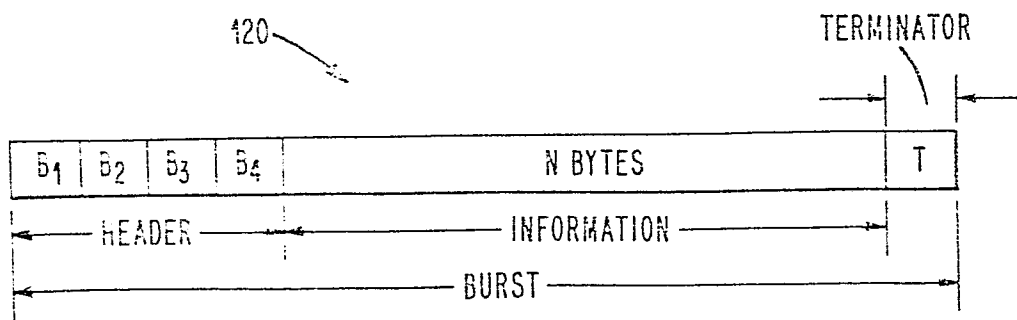 120
TERMINATOR
B1 B2 B3 B4 N BYTES T
HEADER INFORMATION
BURST